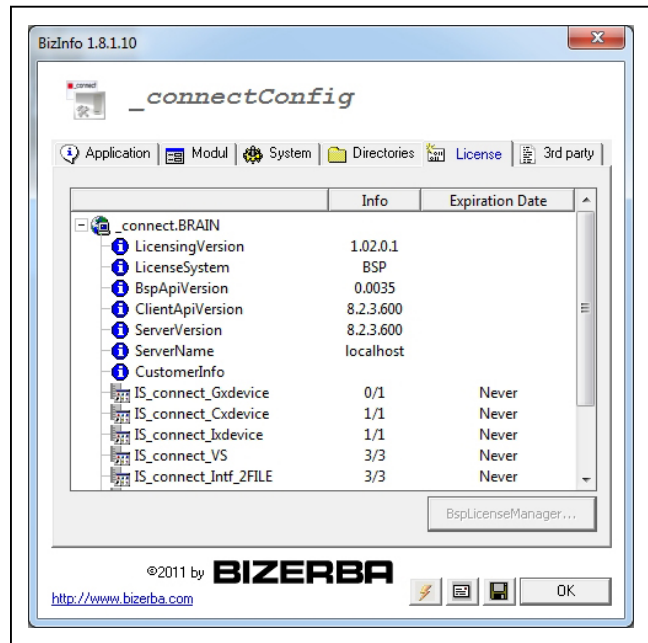 BizInfo 1.8.1.10
_connect
_connectConfig
Application Modul System Directories License 3rd party
Info Expiration Date
_connect.BRAIN
LicensingVersion 1.02.0.1
LicenseSystem BSP
BspApiVersion 0.0035
ClientApiVersion 8.2.3.600
ServerVersion 8.2.3.600
ServerName localhost
CustomerInfo
IS_connect_Gxdevice 0/1 Never
IS_connect_Cxdevice 1/1 Never
IS_connect_Ixdevice 1/1 Never
IS_connect_VS 3/3 Never
IS_connect_Intf_2FILE 3/3 Never
BspLicenseManager...
©2011 by BIZERBA
http://www.bizerba.com
OK